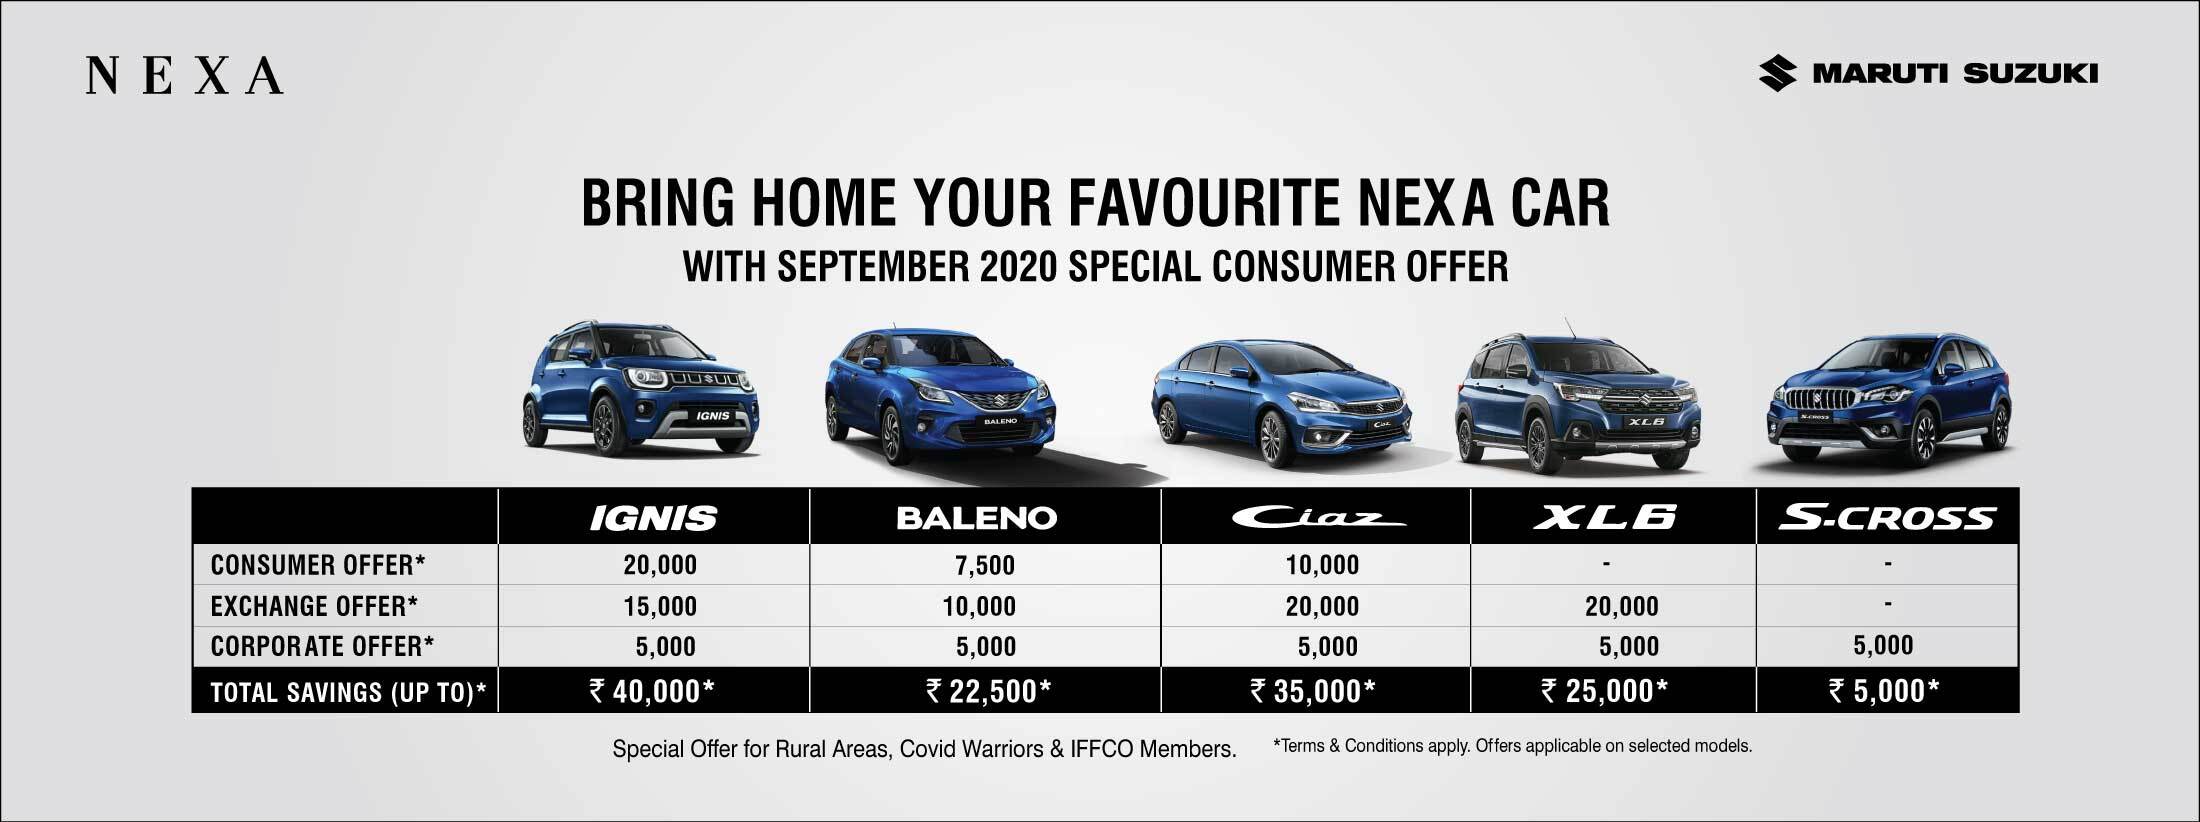 NEXA
MARUTI SUZUKI
BRING HOME YOUR FAVOURITE NEXA CAR
WITH SEPTEMBER 2020 SPECIAL CONSUMER OFFER
IGNIS
BALENO
Ciaz
XL6
S-CROSS
IGNIS BALENO Ciaz XL6 S-CROSS
CONSUMER OFFER* 20,000 7,500 10,000 - -
EXCHANGE OFFER* 15,000 10,000 20,000 20,000 -
CORPORATE OFFER* 5,000 5,000 5,000 5,000 5,000
TOTAL SAVINGS (UP TO)* ₹ 40,000* ₹ 22,500* ₹ 35,000* ₹ 25,000* ₹ 5,000*
Special Offer for Rural Areas, Covid Warriors & IFFCO Members. *Terms & Conditions apply. Offers applicable on selected models.